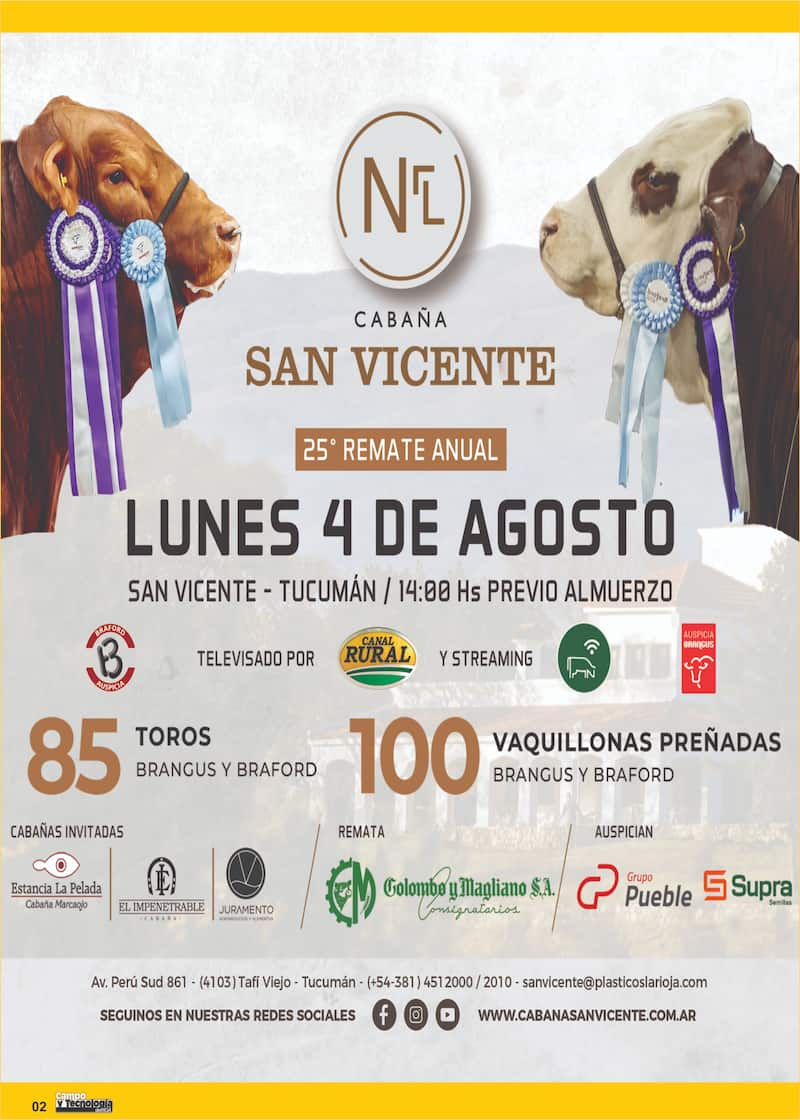 NFL
CABAÑA
SAN VICENTE
25° REMATE ANUAL
LUNES 4 DE AGOSTO
SAN VICENTE - TUCUMÁN / 14:00 Hs PREVIO ALMUERZO
BRAFORD
B
AUSPICIA
TELEVISADO POR
CANAL
RURAL
Y STREAMING
N
AUSPICIA
BRANGUS
85 TOROS
BRANGUS Y BRAFORD
100 VAQUILLONAS PREÑADAS
BRANGUS Y BRAFORD
CABAÑAS INVITADAS
Estancia La Pelada
Cabaña Marcaojo
EL IMPENETRABLE
CABAÑA
JURAMENTO
REMATA
Colombo y Magliano S.A.
Consignatarios
AUSPICIAN
Grupo
Pueble
Supra
Semillas
Av. Perú Sud 861 - (4103) Tafí Viejo - Tucumán - (+54-381) 4512000 / 2010 - sanvicente@plasticoslarioja.com
SEGUINOS EN NUESTRAS REDES SOCIALES
WWW.CABANASANVICENTE.COM.AR
02
Campo
y Tecnología